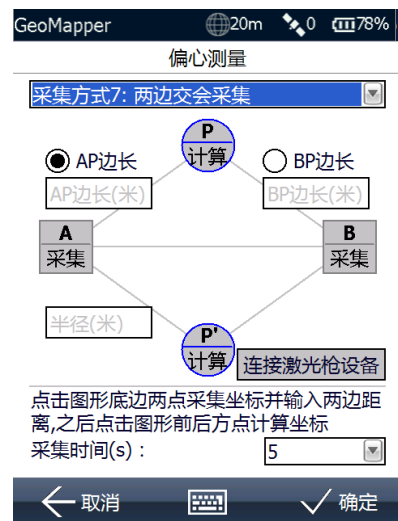 GeoMapper 20m 0 78%
偏心测量
采集方式7: 两边交会采集
P
计算
AP边长 BP边长
AP边长(米) BP边长(米)
A B
采集 采集
半径(米)
P'
计算
连接激光枪设备
点击图形底边两点采集坐标并输入两边距
离,之后点击图形前后方点计算坐标
采集时间(s)： 5
取消 确定